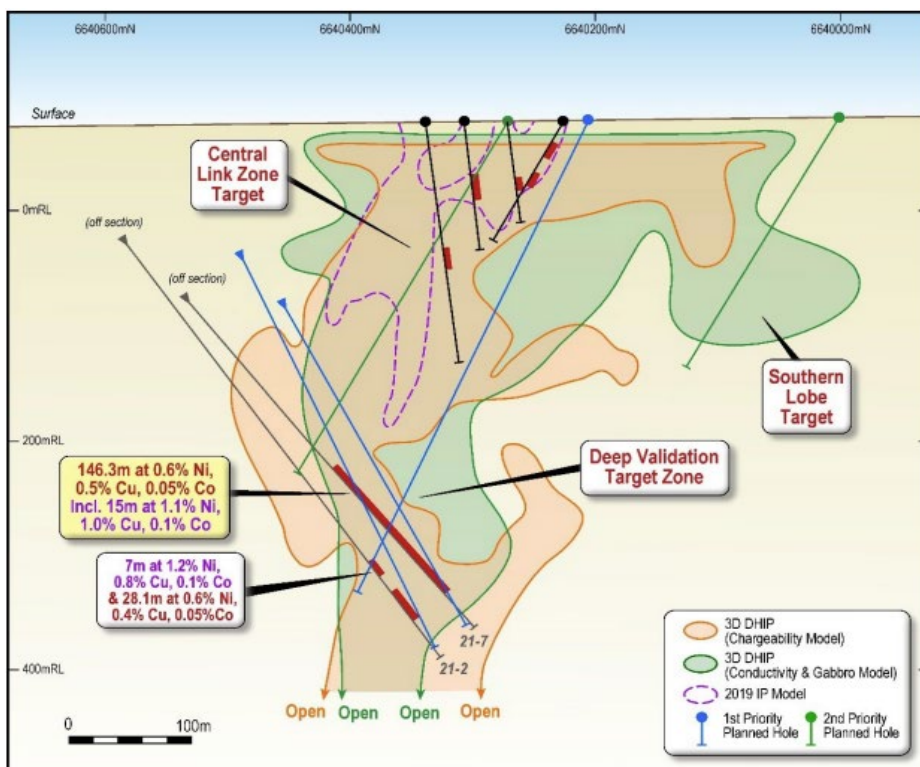 6640600mN
6640400mN
6640200mN
6640000mN
Surface
Central
Link Zone
Target
0mRL
(off section)
(off section)
Southern
Lobe
Target
200mRL
Deep Validation
Target Zone
146.3m at 0.6% Ni,
0.5% Cu, 0.05% Co
Incl. 15m at 1.1% Ni,
1.0% Cu, 0.1% Co
7m at 1.2% Ni,
0.8% Cu, 0.1% Co
& 28.1m at 0.6% Ni,
0.4% Cu, 0.05%Co
21-7
21-2
400mRL
Open
Open
Open
Open
0
100m
3D DHIP
(Chargeability Model)
3D DHIP
(Conductivity & Gabbro Model)
2019 IP Model
1st Priority
Planned Hole
2nd Priority
Planned Hole